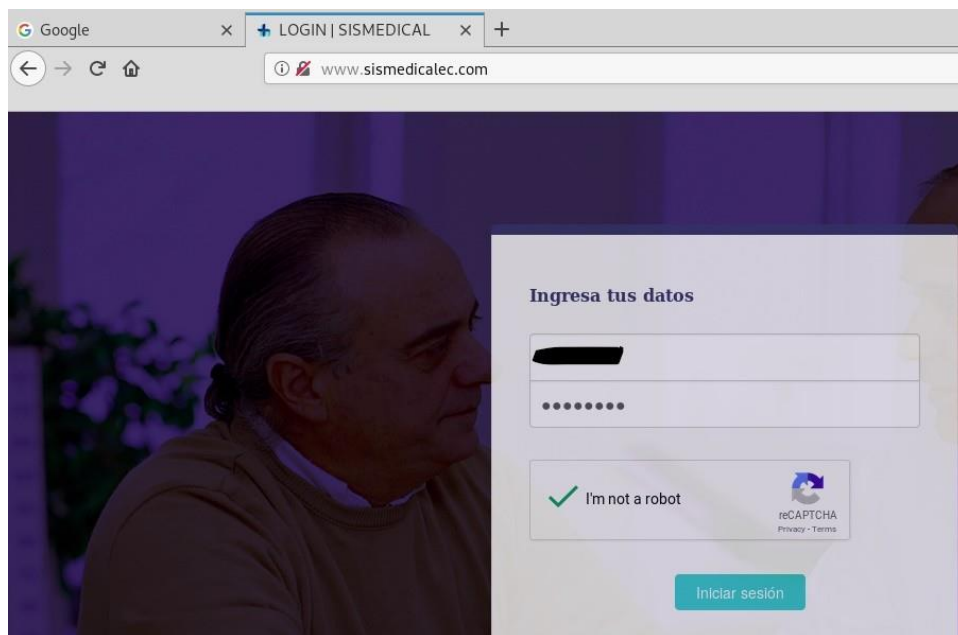 Google
LOGIN | SISMEDICAL
www.sismedicalec.com
Ingresa tus datos
I'm not a robot
reCAPTCHA
Privacy - Terms
Iniciar sesión